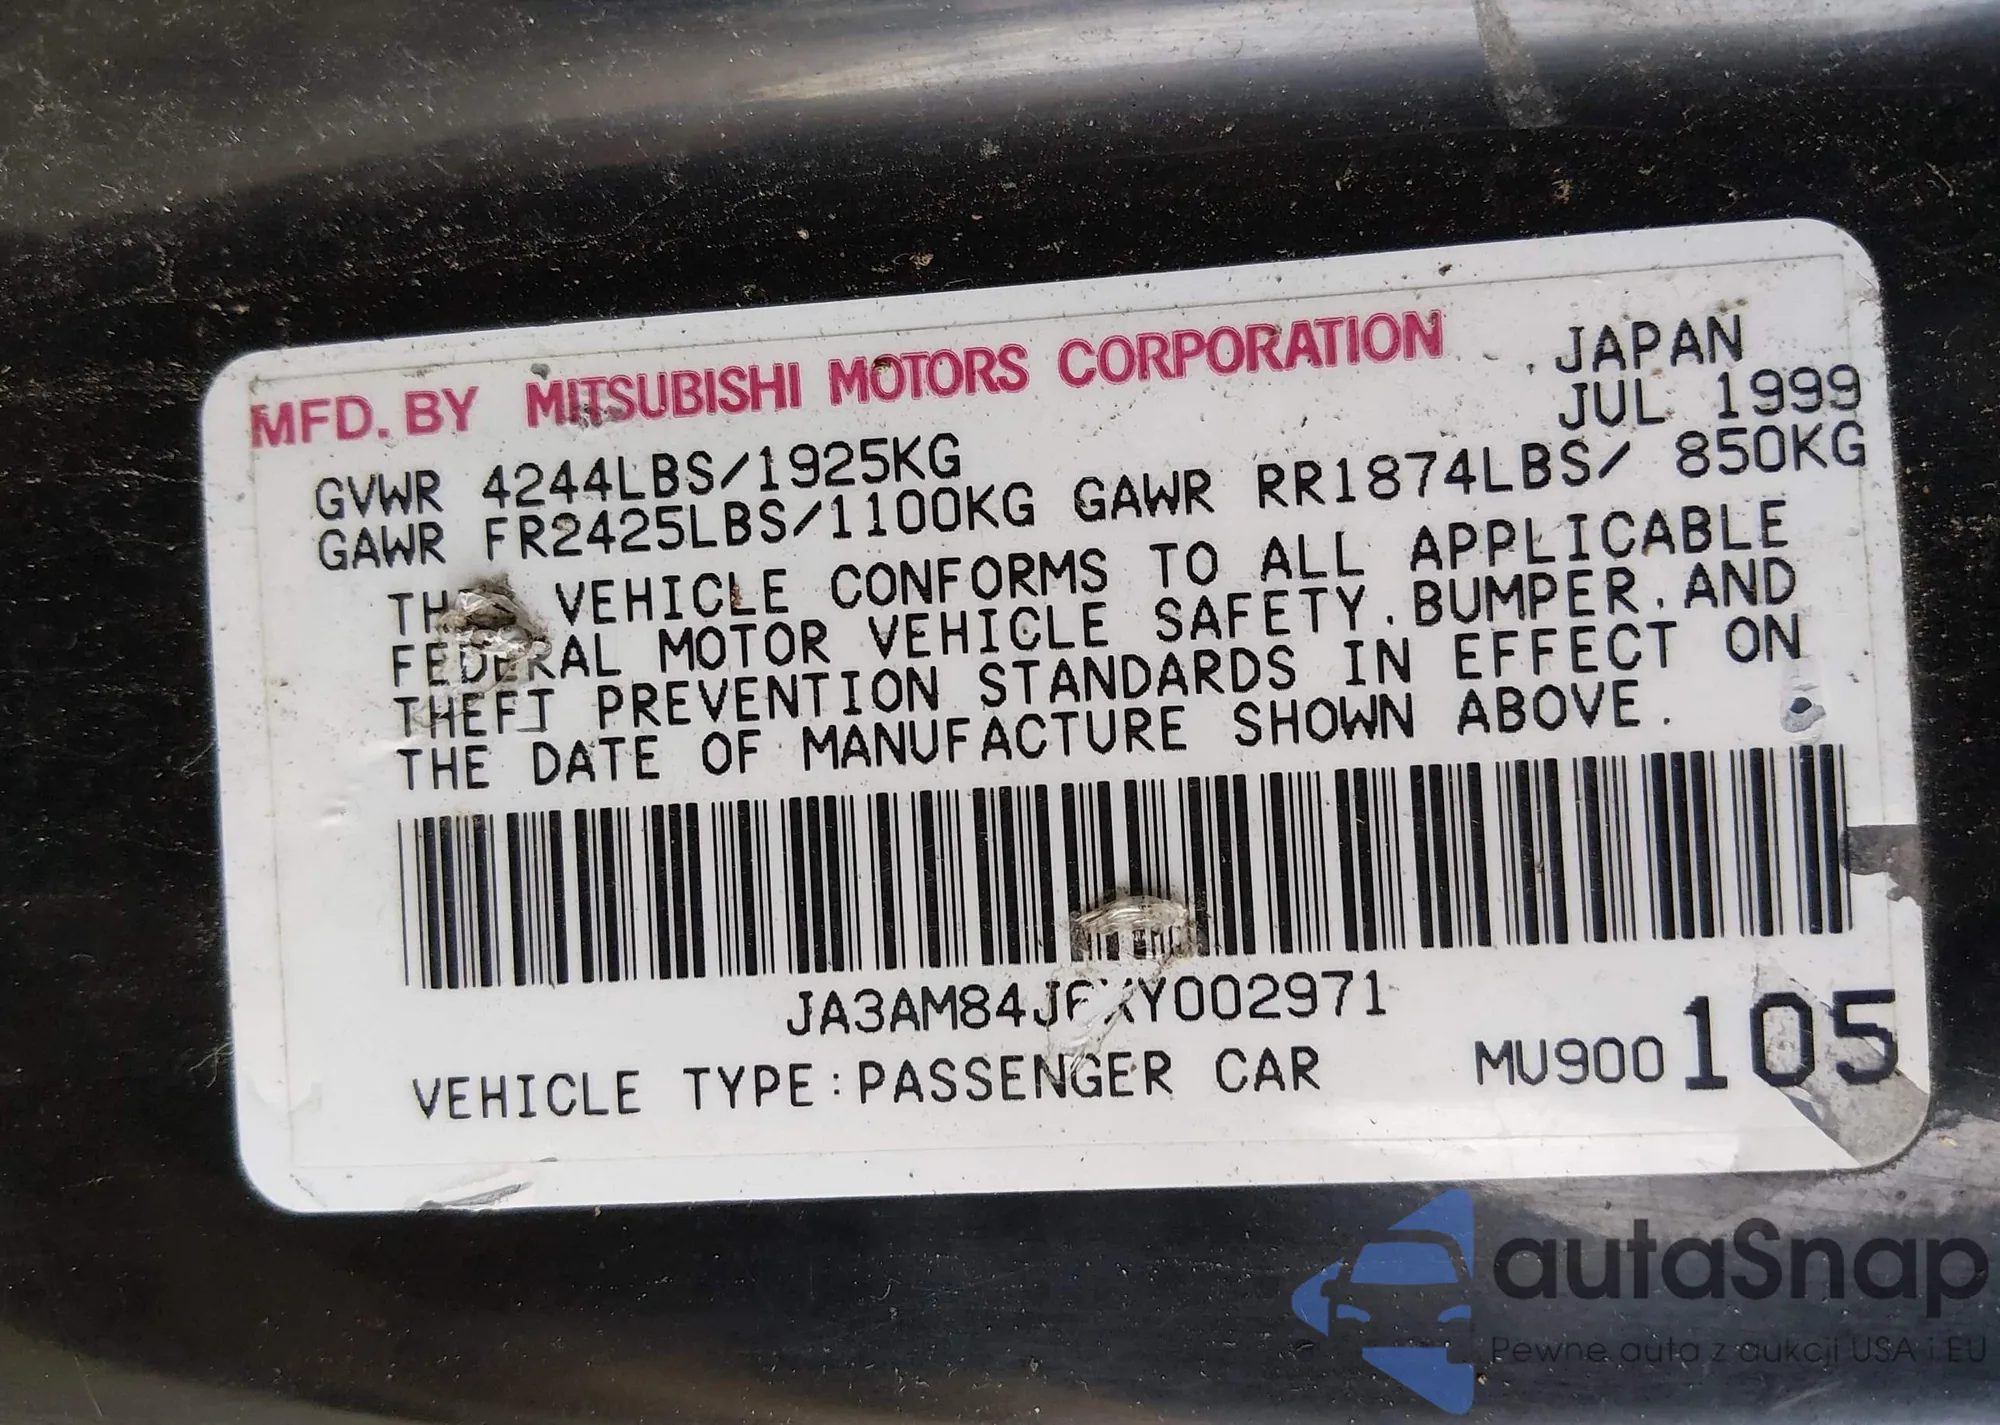 MFD. BY MITSUBISHI MOTORS CORPORATION JAPAN
JUL 1999
GVWR 4244LBS/1925KG
GAWR FR2425LBS/1100KG GAWR RR1874LBS/ 850KG
VEHICLE CONFORMS TO ALL APPLICABLE
FEDERAL MOTOR VEHICLE SAFETY.BUMPER.AND
THEFT PREVENTION STANDARDS IN EFFECT ON
THE DATE OF MANUFACTURE SHOWN ABOVE.
VEHICLE TYPE:PASSENGER CAR MU900105
autaSnap
Pewne auta z aukcji USA i EU